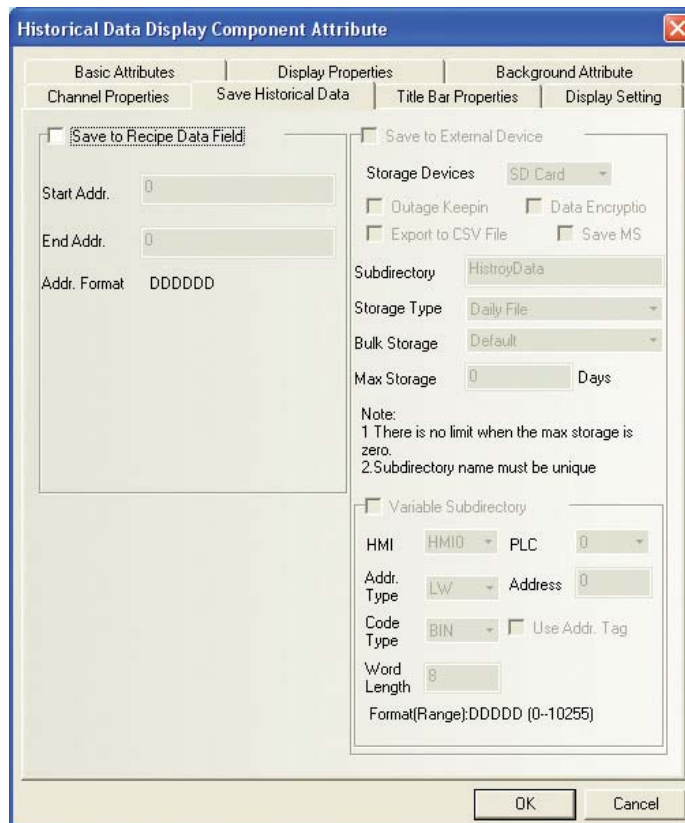 Historical Data Display Component Attribute
Basic Attributes Display Properties Background Attribute
Channel Properties Save Historical Data Title Bar Properties Display Setting
Save to Recipe Data Field
Start Addr. 0
End Addr. 0
Addr. Format DDDDDD
Save to External Device
Storage Devices SD Card
Outage Keepin Data Encryptio
Export to CSV File Save MS
Subdirectory HistroyData
Storage Type Daily File
Bulk Storage Default
Max Storage 0 Days
Note:
1 There is no limit when the max storage is
zero.
2.Subdirectory name must be unique
Variable Subdirectory
HMI HMI0 PLC 0
Addr.
Type LW Address 0
Code
Type BIN Use Addr. Tag
Word
Length 8
Format(Range):DDDDD (0--10255)
OK Cancel